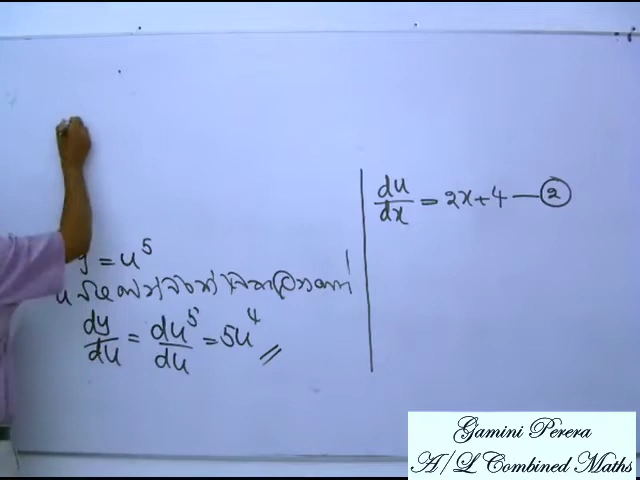 y = u⁵
dy/du = du⁵/du = 5u⁴ //
du/dx = 2x+4 — ②
Gamini Perera
A/L Combined Maths